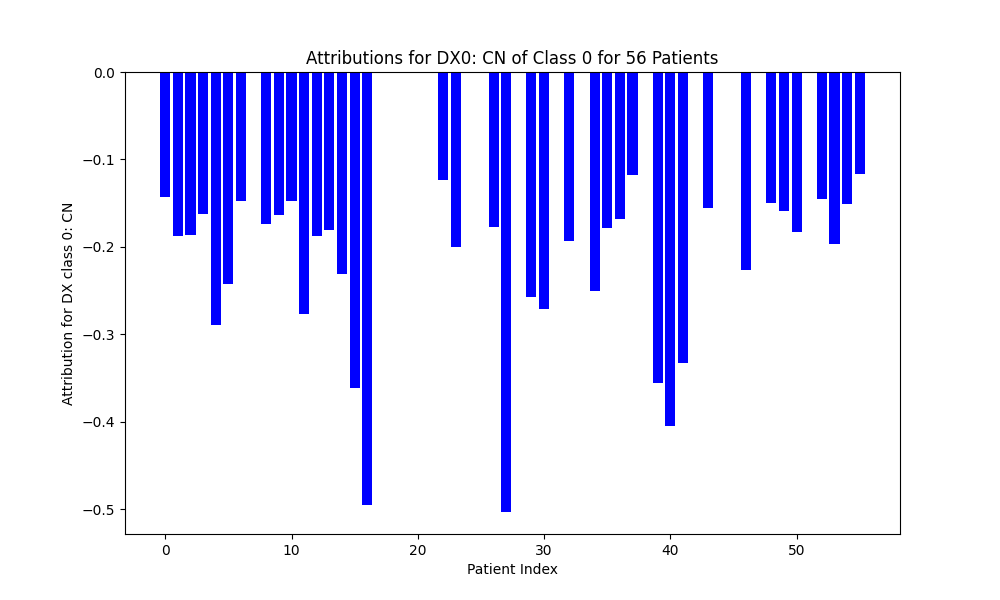 Attributions for DX0: CN of Class 0 for 56 Patients
Attribution for DX class 0: CN
0.0
−0.1
−0.2
−0.3
−0.4
−0.5
0 10 20 30 40 50
Patient Index